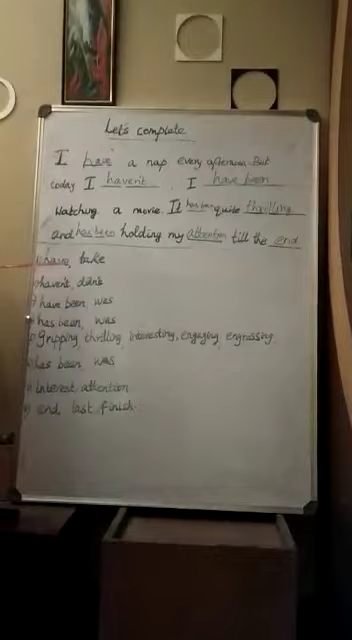 Let's complete
I have a nap every afternoon. But
today I haven't. I have been
watching a movie. It has been quite thrilling
and has been holding my attention till the end
1) have, take
2) haven't, didn't
3) have been, was
4) has been, was
5) Gripping, thrilling, interesting, engaging, engrossing
6) has been, was
7) interest, attention
8) end, last, finish